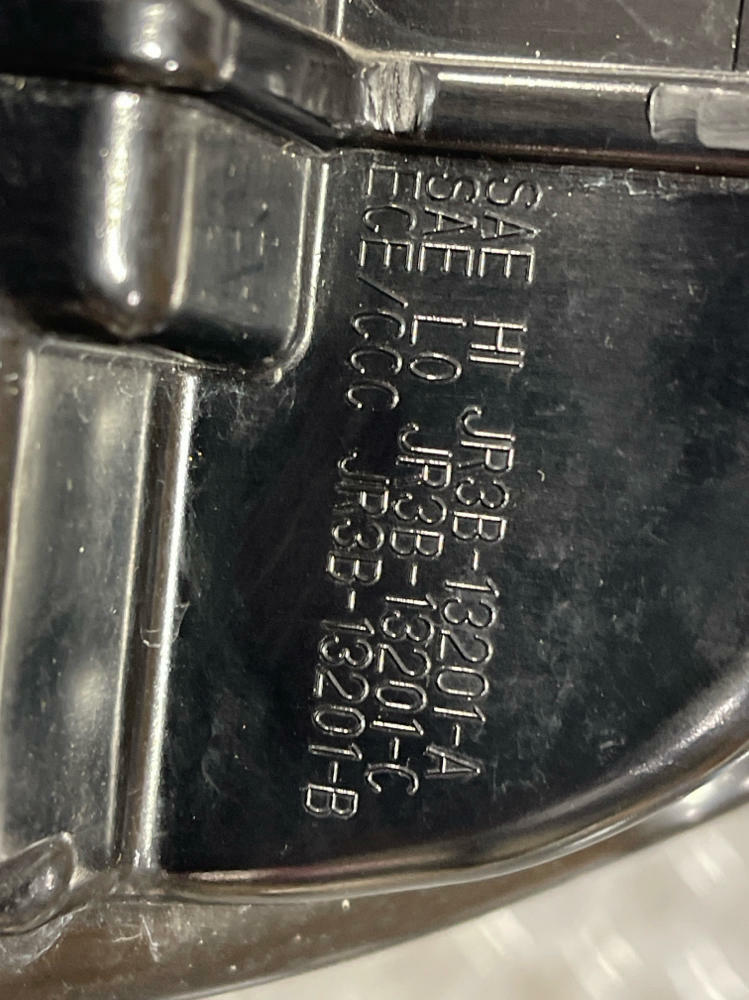 SAE HI JR3B-13201-A
SAE LO JR3B-13201-C
ECE/CCC JR3B-13201-B